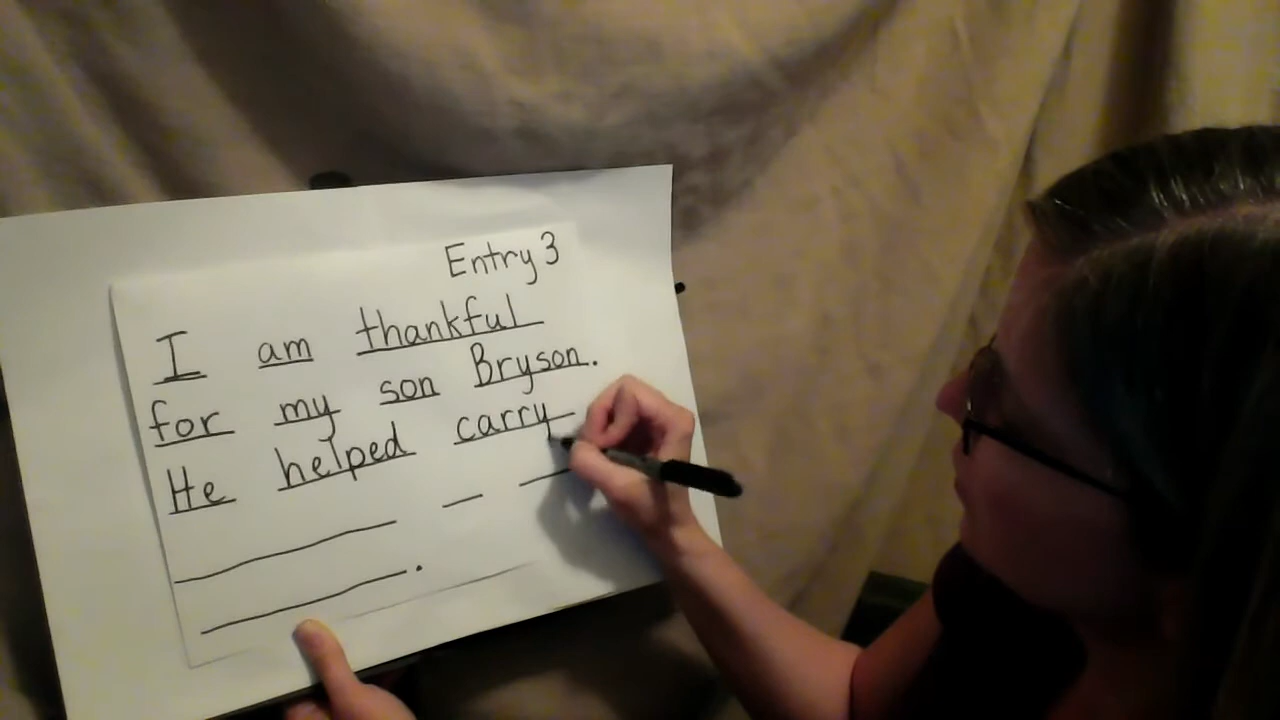 Entry 3
I am thankful
for my son Bryson.
He helped carry
.